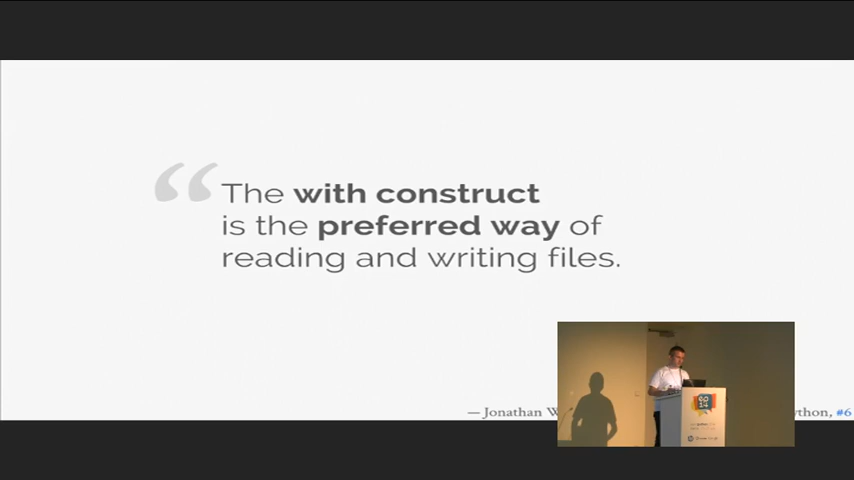 “The with construct
is the preferred way of
reading and writing files.
— Jonathan W
ython, #6